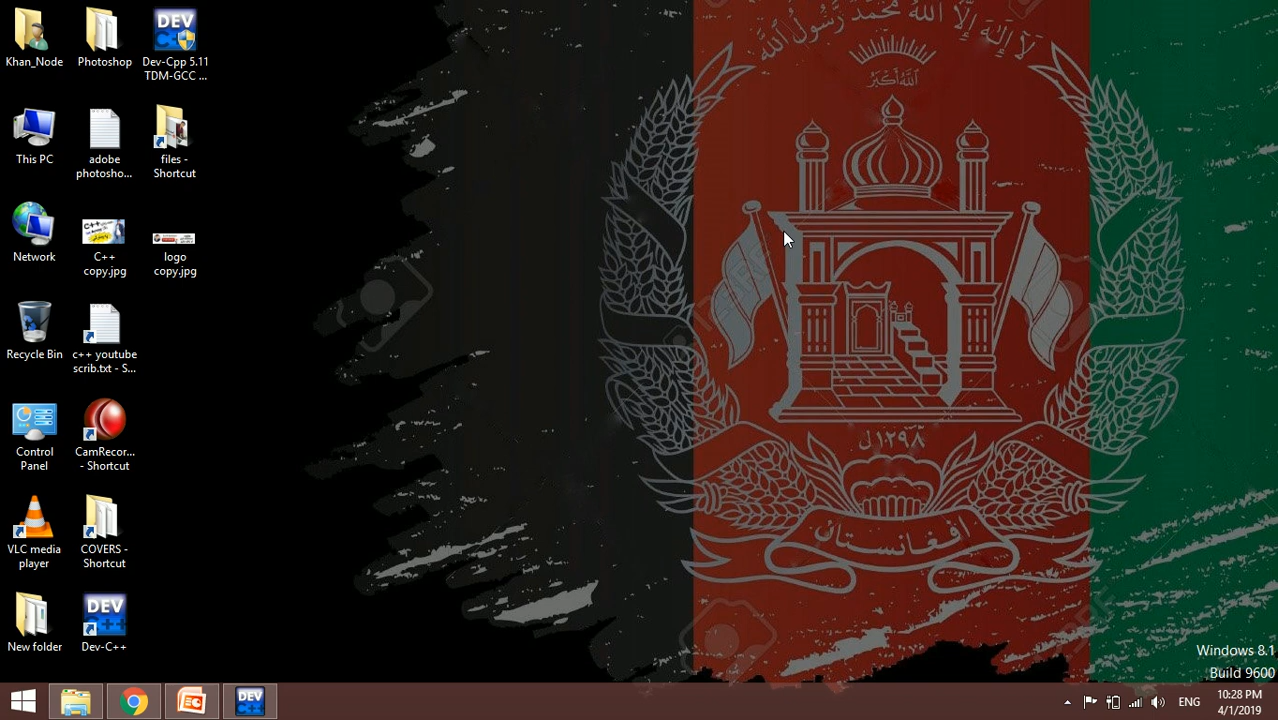 Khan_Node
Photoshop
Dev-Cpp 5.11
TDM-GCC ...
This PC
adobe
photosho...
files -
Shortcut
Network
C++
copy.jpg
logo
copy.jpg
Recycle Bin
c++ youtube
scrib.txt - S...
Control
Panel
CamRecor...
- Shortcut
VLC media
player
COVERS -
Shortcut
New folder
Dev-C++
لا إله إلا الله محمد رسول الله
الله أكبر
١٢٩٨ ل
افغانستان
Windows 8.1
Build 9600
DEV
ENG
10:28 PM
4/1/2019